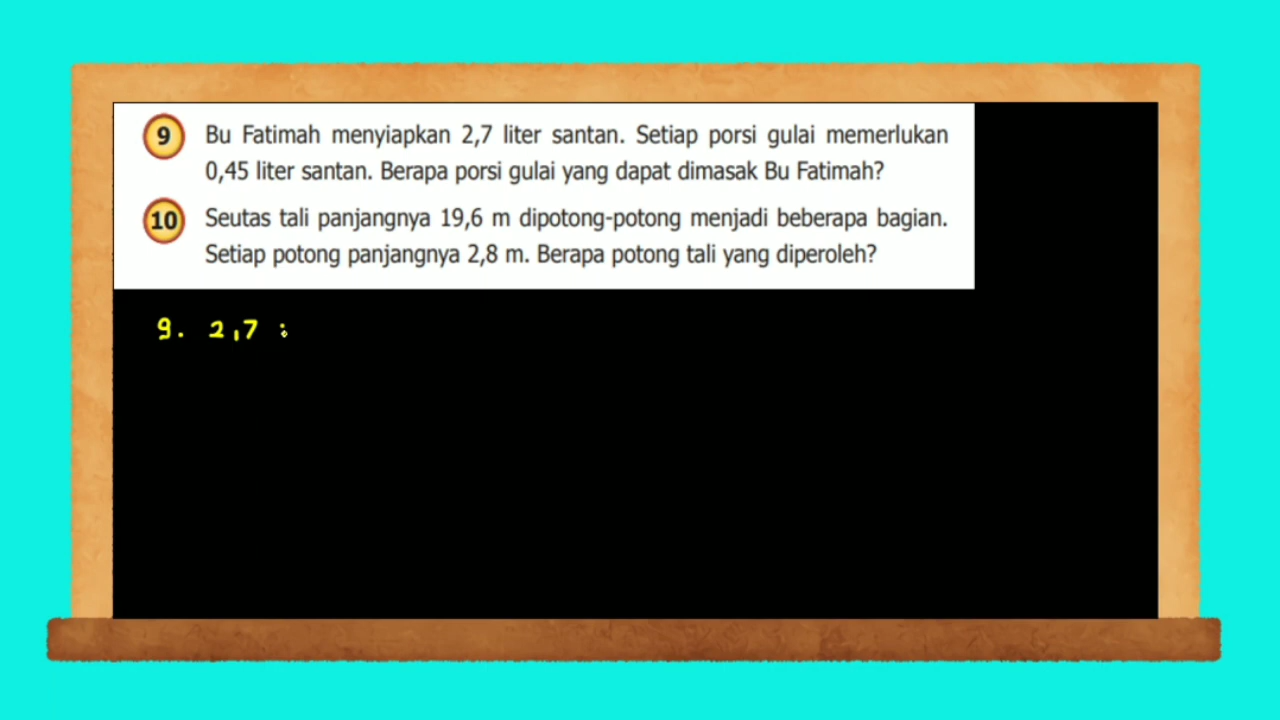 9 Bu Fatimah menyiapkan 2,7 liter santan. Setiap porsi gulai memerlukan
0,45 liter santan. Berapa porsi gulai yang dapat dimasak Bu Fatimah?
10 Seutas tali panjangnya 19,6 m dipotong-potong menjadi beberapa bagian.
Setiap potong panjangnya 2,8 m. Berapa potong tali yang diperoleh?
9. 2,7 :